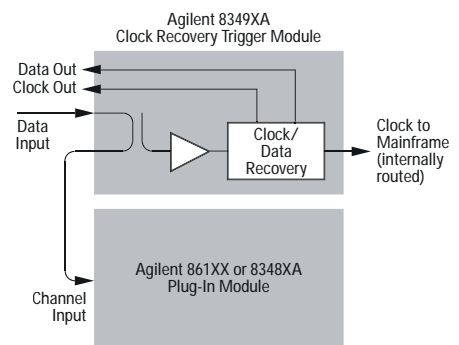 Agilent 8349XA
Clock Recovery Trigger Module
Data Out
Clock Out
Data
Input
Clock/
Data
Recovery
Clock to
Mainframe
(internally
routed)
Agilent 861XX or 8348XA
Plug-In Module
Channel
Input